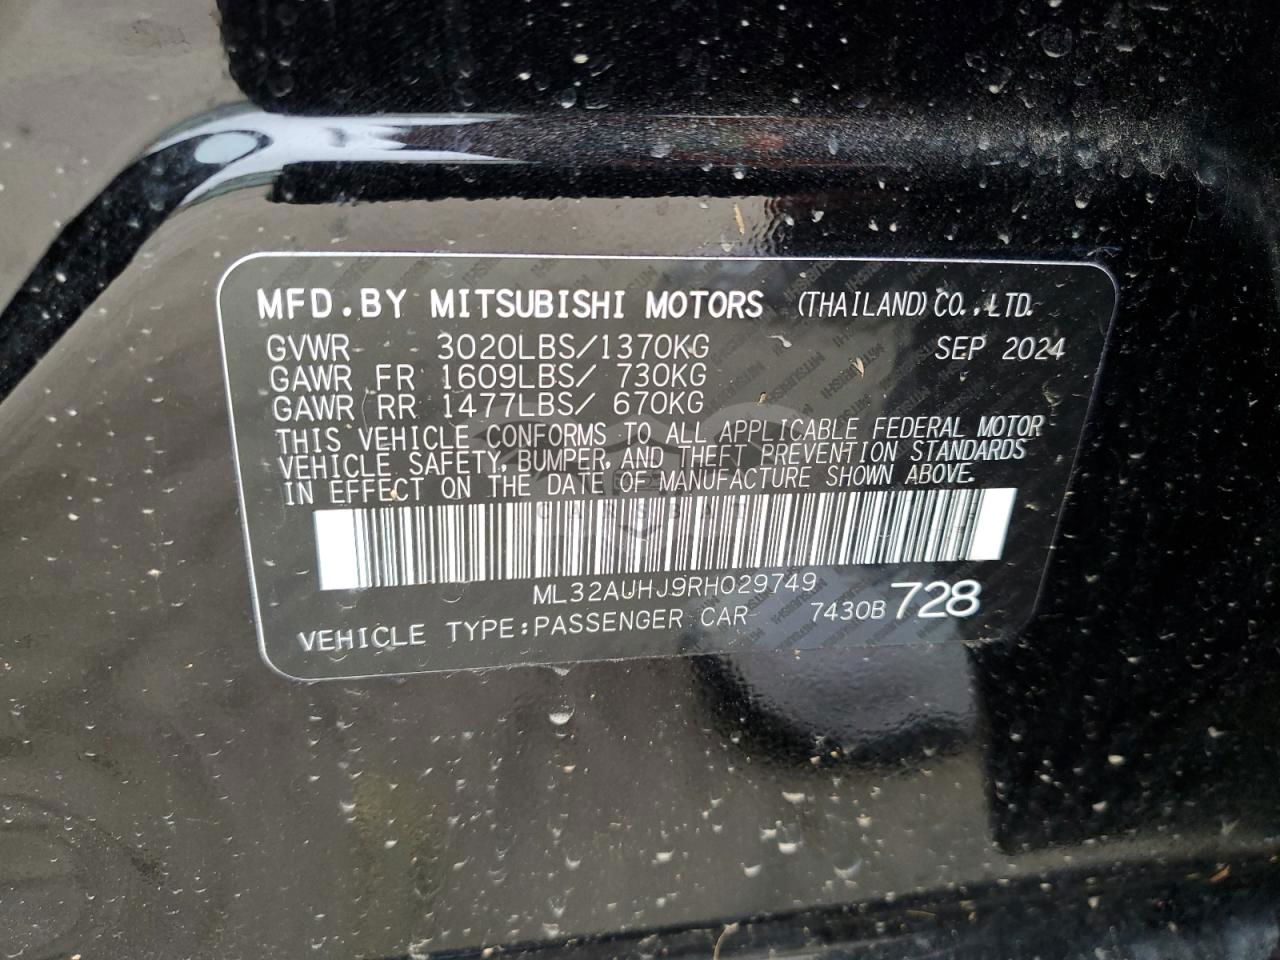 MFD.BY MITSUBISHI MOTORS (THAILAND)CO.,LTD.
GVWR 3020LBS/1370KG SEP 2024
GAWR FR 1609LBS/ 730KG
GAWR RR 1477LBS/ 670KG
THIS VEHICLE CONFORMS TO ALL APPLICABLE FEDERAL MOTOR
VEHICLE SAFETY, BUMPER, AND THEFT PREVENTION STANDARDS
IN EFFECT ON THE DATE OF MANUFACTURE SHOWN ABOVE.
ML32AUHJ9RH029749
VEHICLE TYPE:PASSENGER CAR 7430B 728